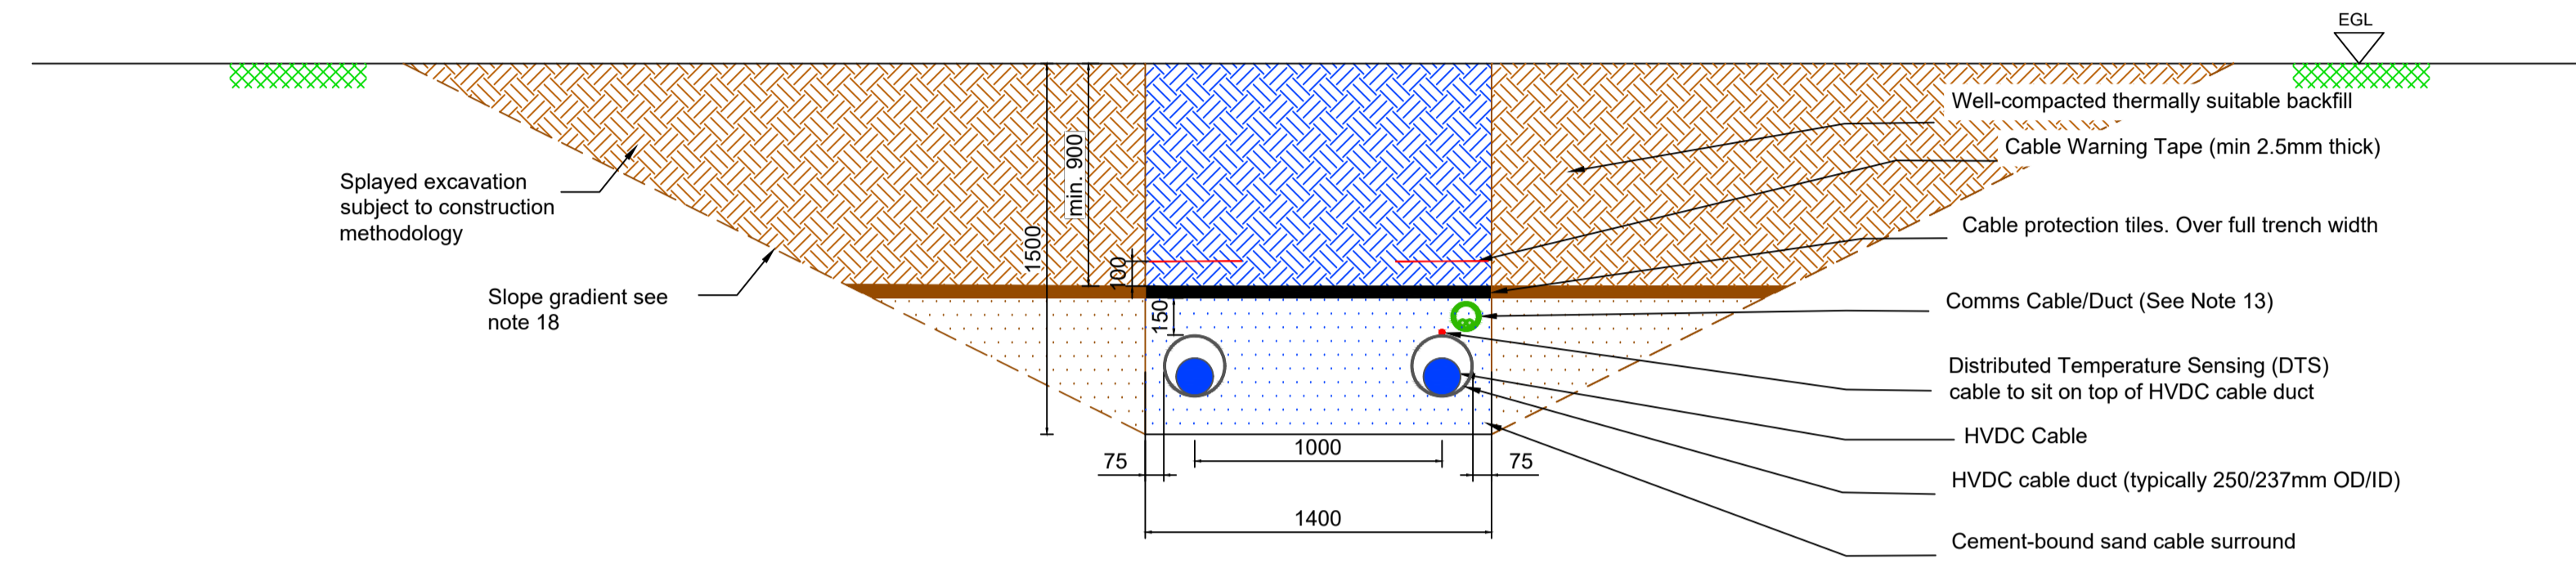 EGL
Well-compacted thermally suitable backfill
Cable Warning Tape (min 2.5mm thick)
Splayed excavation
subject to construction
methodology
min. 900
Cable protection tiles. Over full trench width
1500
100
Slope gradient see
note 18
Comms Cable/Duct (See Note 13)
150
Distributed Temperature Sensing (DTS)
cable to sit on top of HVDC cable duct
HVDC Cable
1000
75
75
HVDC cable duct (typically 250/237mm OD/ID)
1400
Cement-bound sand cable surround